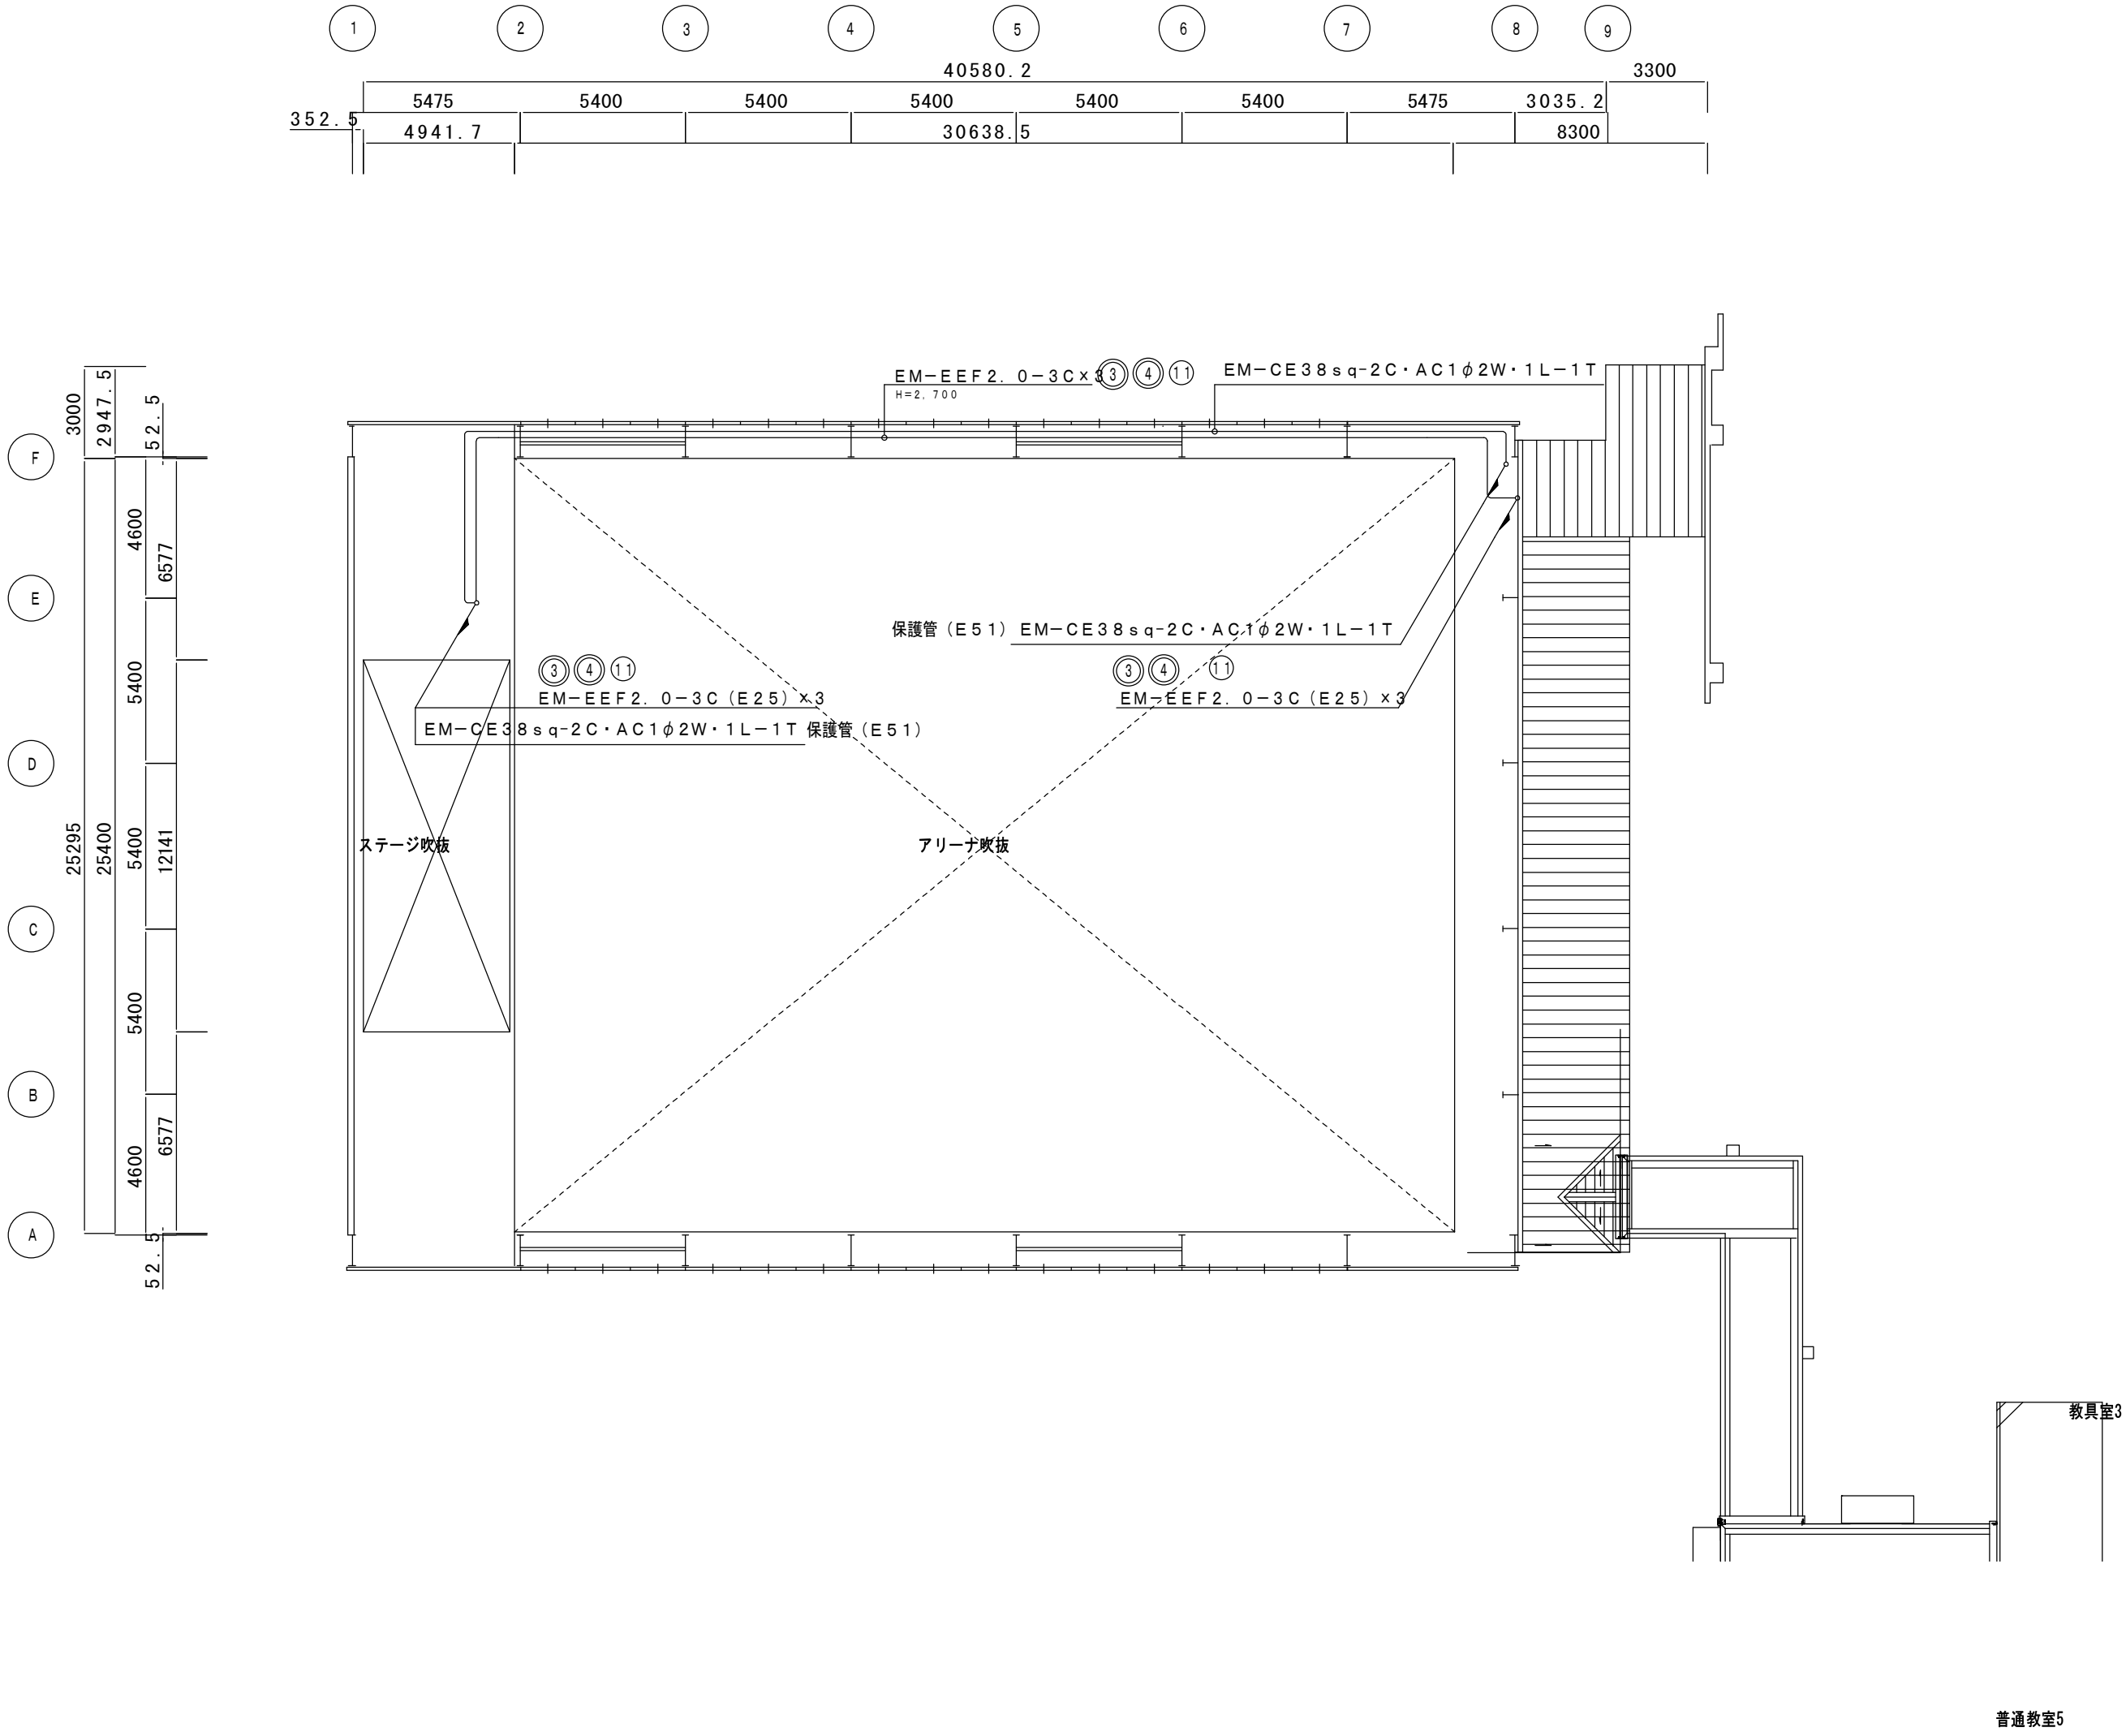 1 2 3 4 5 6 7 8 9
40580.2 3300
5475 5400 5400 5400 5400 5400 5475 3035.2
352.5
4941.7 30638.5 8300
EM-EEF2.0-3C×3 3 4 11
H=2,700
EM-CE38sq-2C・AC1φ2W・1L-1T
3000
2947.5
52.5
F
4600
6577
E
保護管(E51) EM-CE38sq-2C・AC1φ2W・1L-1T
5400
3 4 11
EM-EEF2.0-3C(E25)×3
3 4 11
EM-EEF2.0-3C(E25)×3
EM-CE38sq-2C・AC1φ2W・1L-1T 保護管(E51)
D
25295
25400
5400
12141
ステージ吹抜
アリーナ吹抜
C
5400
B
6577
4600
A
52.5
教具室3
普通教室5